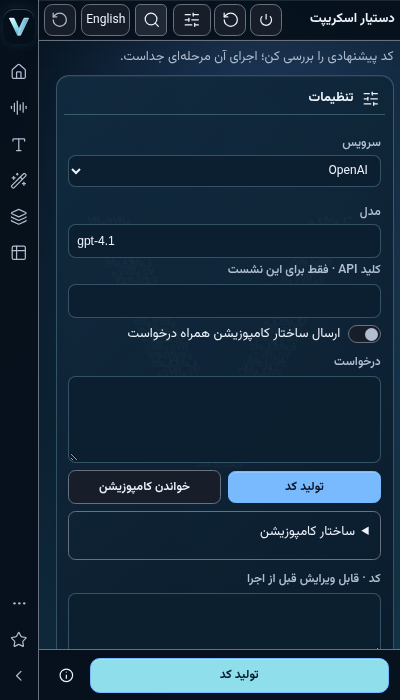 دستیار اسکریپت
English
کد پیشنهادی را بررسی کن؛ اجرای آن مرحله‌ای جداست.
تنظیمات
سرویس
OpenAI
مدل
gpt-4.1
کلید API · فقط برای این نشست
ارسال ساختار کامپوزیشن همراه درخواست
درخواست
تولید کد
خواندن کامپوزیشن
ساختار کامپوزیشن
کد · قابل ویرایش قبل از اجرا
تولید کد